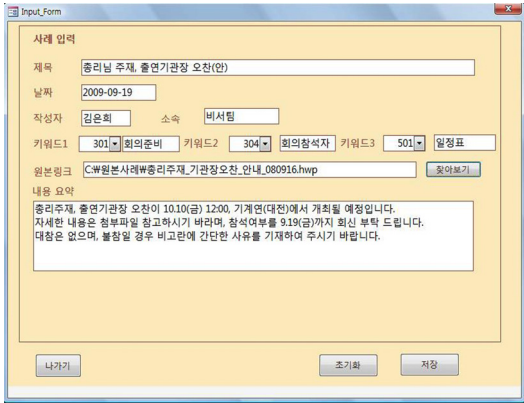 Input_Form
사례 입력
제목 총리님 주재, 출연기관장 오찬(안)
날짜 2009-09-19
작성자 김은희 소속 비서팀
키워드1 301 회의준비 키워드2 304 회의참석자 키워드3 501 일정표
원본링크 C:₩원본사례₩총리주재_기관장오찬_안내_080916.hwp 찾아보기
내용 요약
총리주재, 출연기관장 오찬이 10.10(금) 12:00, 기계연(대전)에서 개최될 예정입니다.
자세한 내용은 첨부파일 참고하시기 바라며, 참석여부를 9.19(금)까지 회신 부탁 드립니다.
대참은 없으며, 불참일 경우 비고란에 간단한 사유를 기재하여 주시기 바랍니다.
나가기 초기화 저장